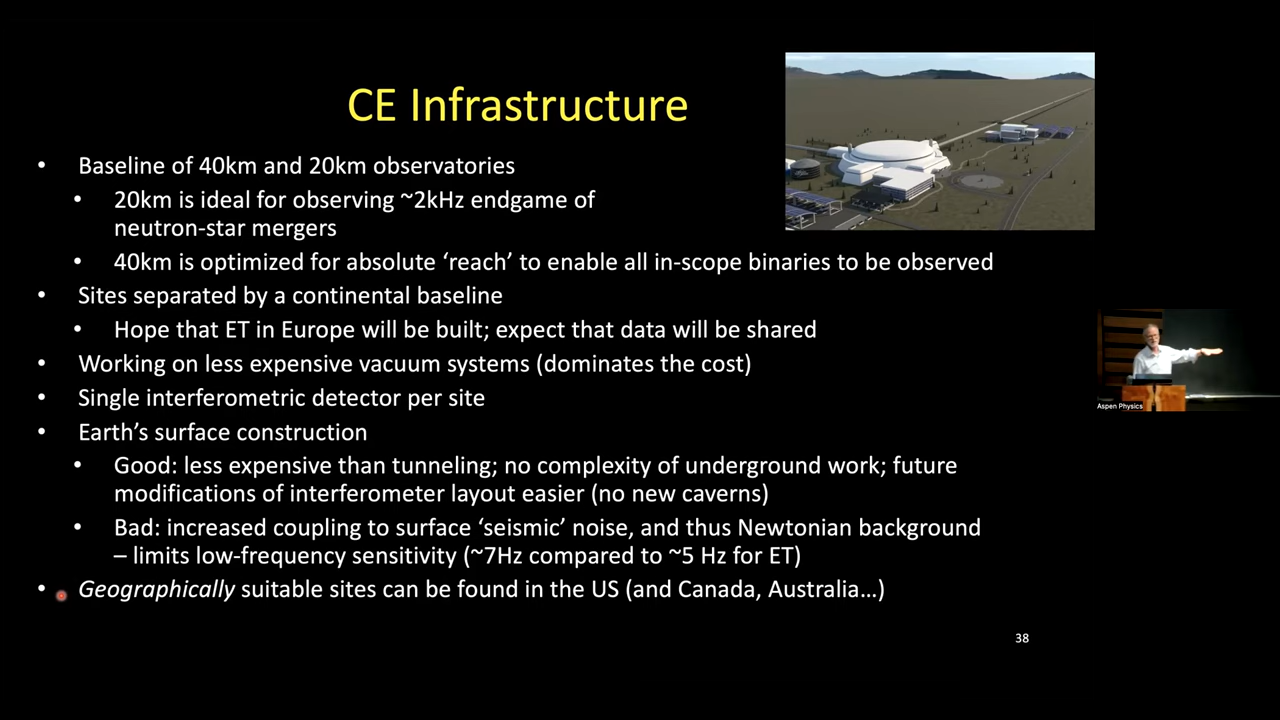 CE Infrastructure
• Baseline of 40km and 20km observatories
• 20km is ideal for observing ~2kHz endgame of
neutron-star mergers
• 40km is optimized for absolute ‘reach’ to enable all in-scope binaries to be observed
• Sites separated by a continental baseline
• Hope that ET in Europe will be built; expect that data will be shared
• Working on less expensive vacuum systems (dominates the cost)
• Single interferometric detector per site
• Earth’s surface construction
• Good: less expensive than tunneling; no complexity of underground work; future
modifications of interferometer layout easier (no new caverns)
• Bad: increased coupling to surface ‘seismic’ noise, and thus Newtonian background
– limits low-frequency sensitivity (~7Hz compared to ~5 Hz for ET)
• Geographically suitable sites can be found in the US (and Canada, Australia…)
38
Aspen Physics